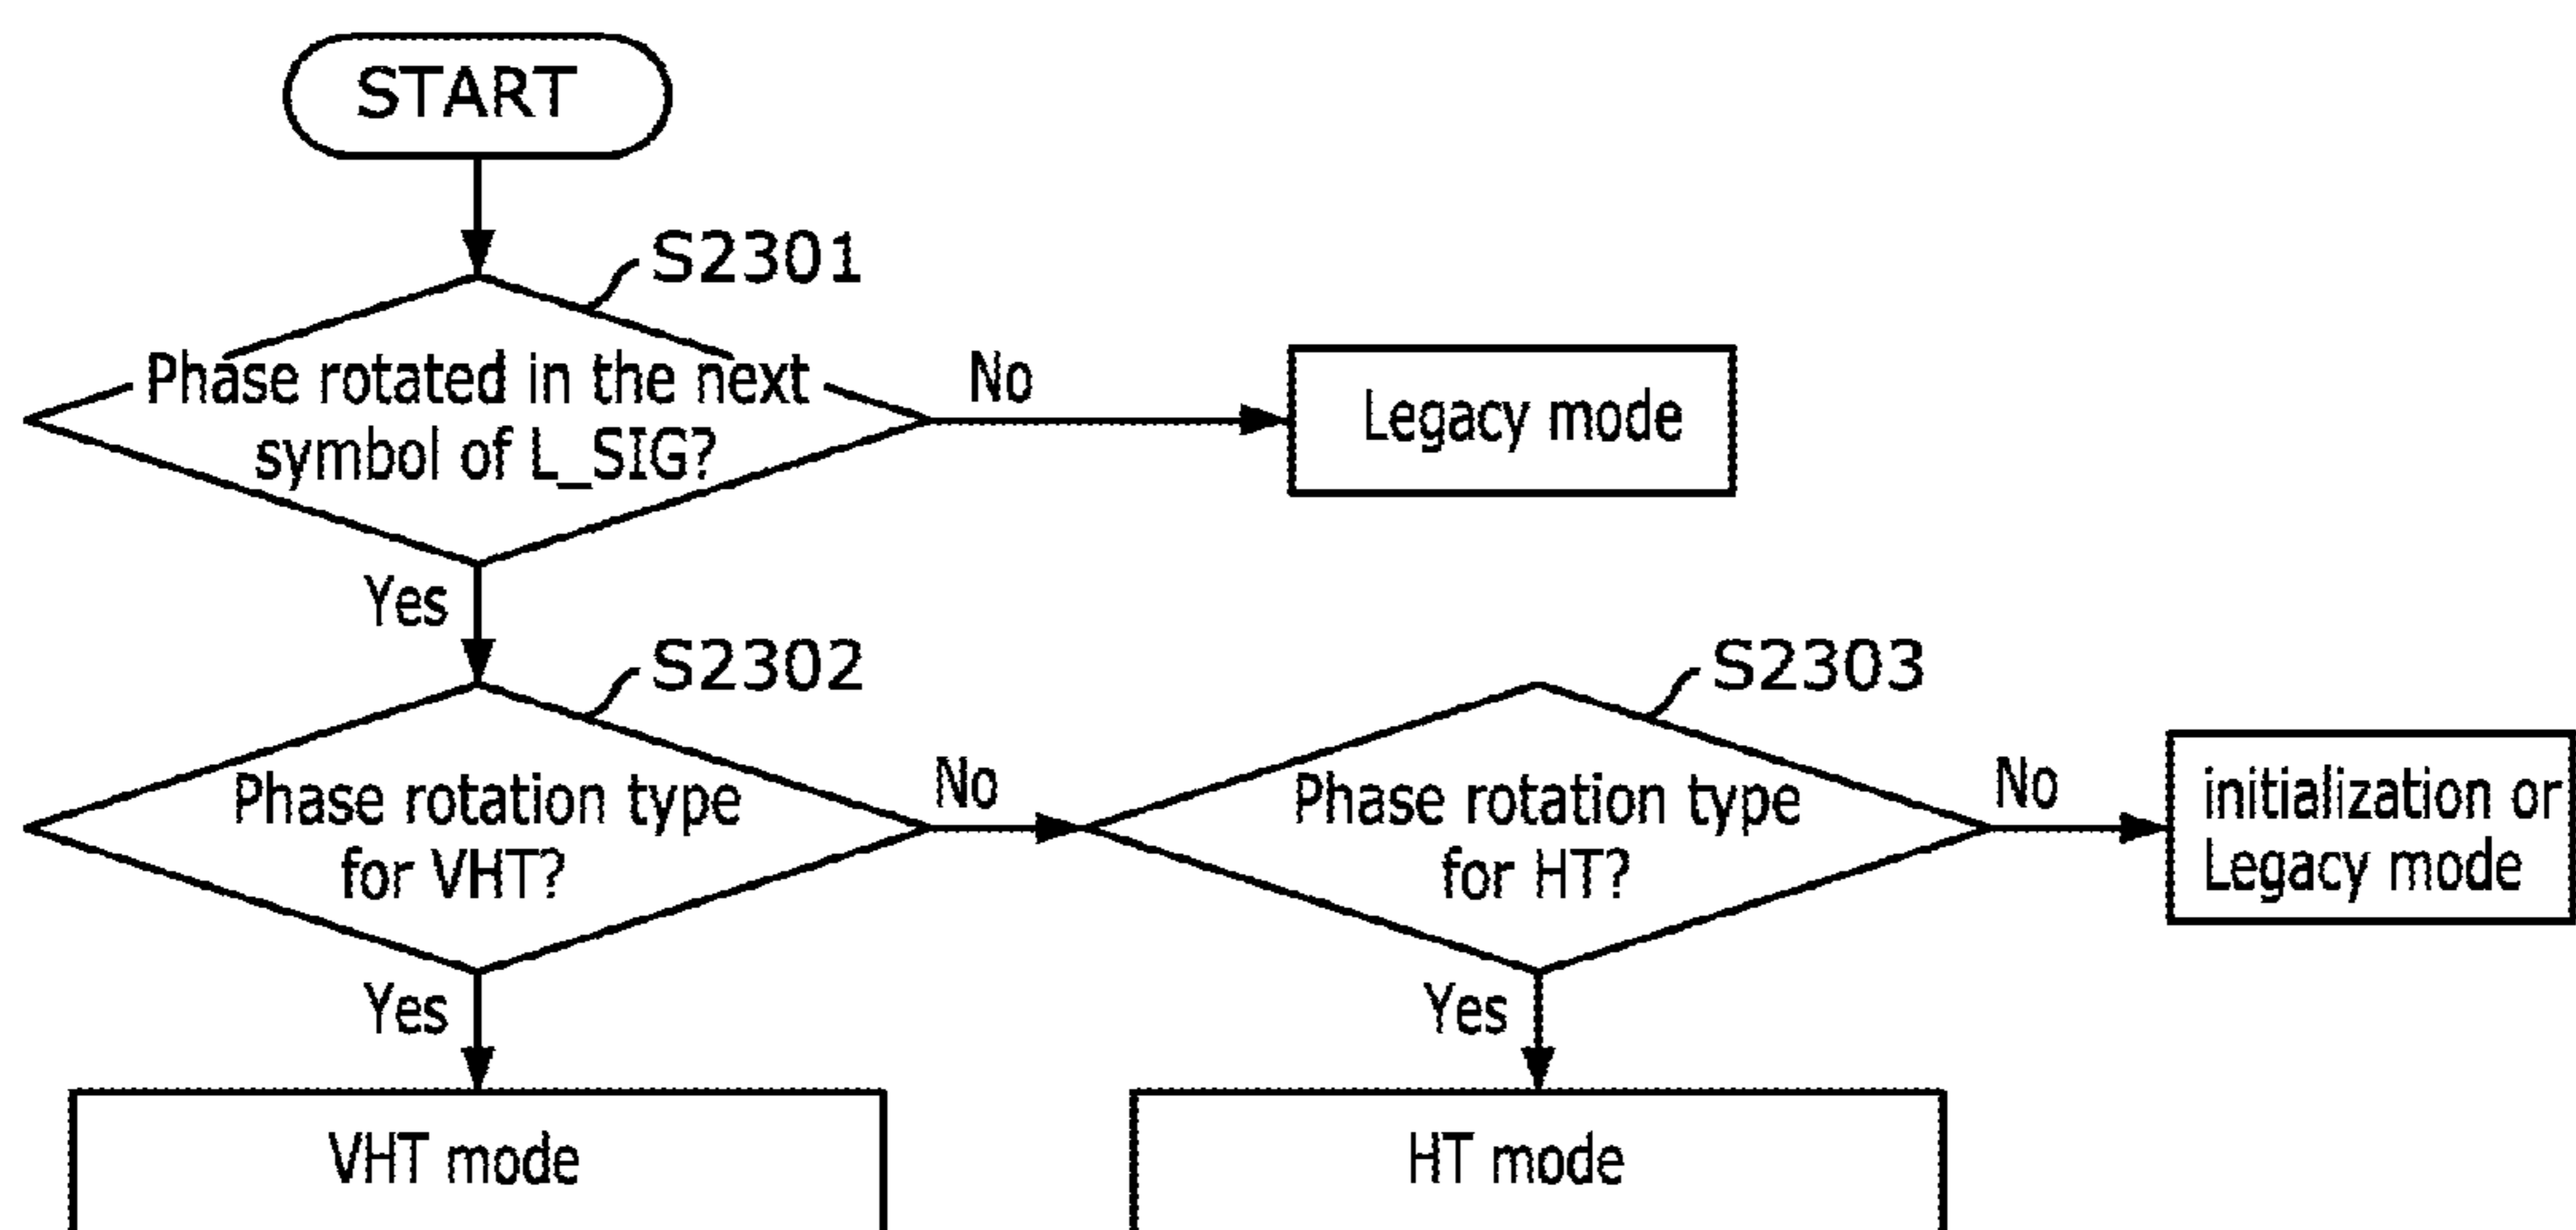 START
S2301
Phase rotated in the next
symbol of L_SIG?
No
Legacy mode
Yes
S2302
Phase rotation type
for VHT?
No
S2303
Phase rotation type
for HT?
No
initialization or
Legacy mode
Yes
VHT mode
Yes
HT mode